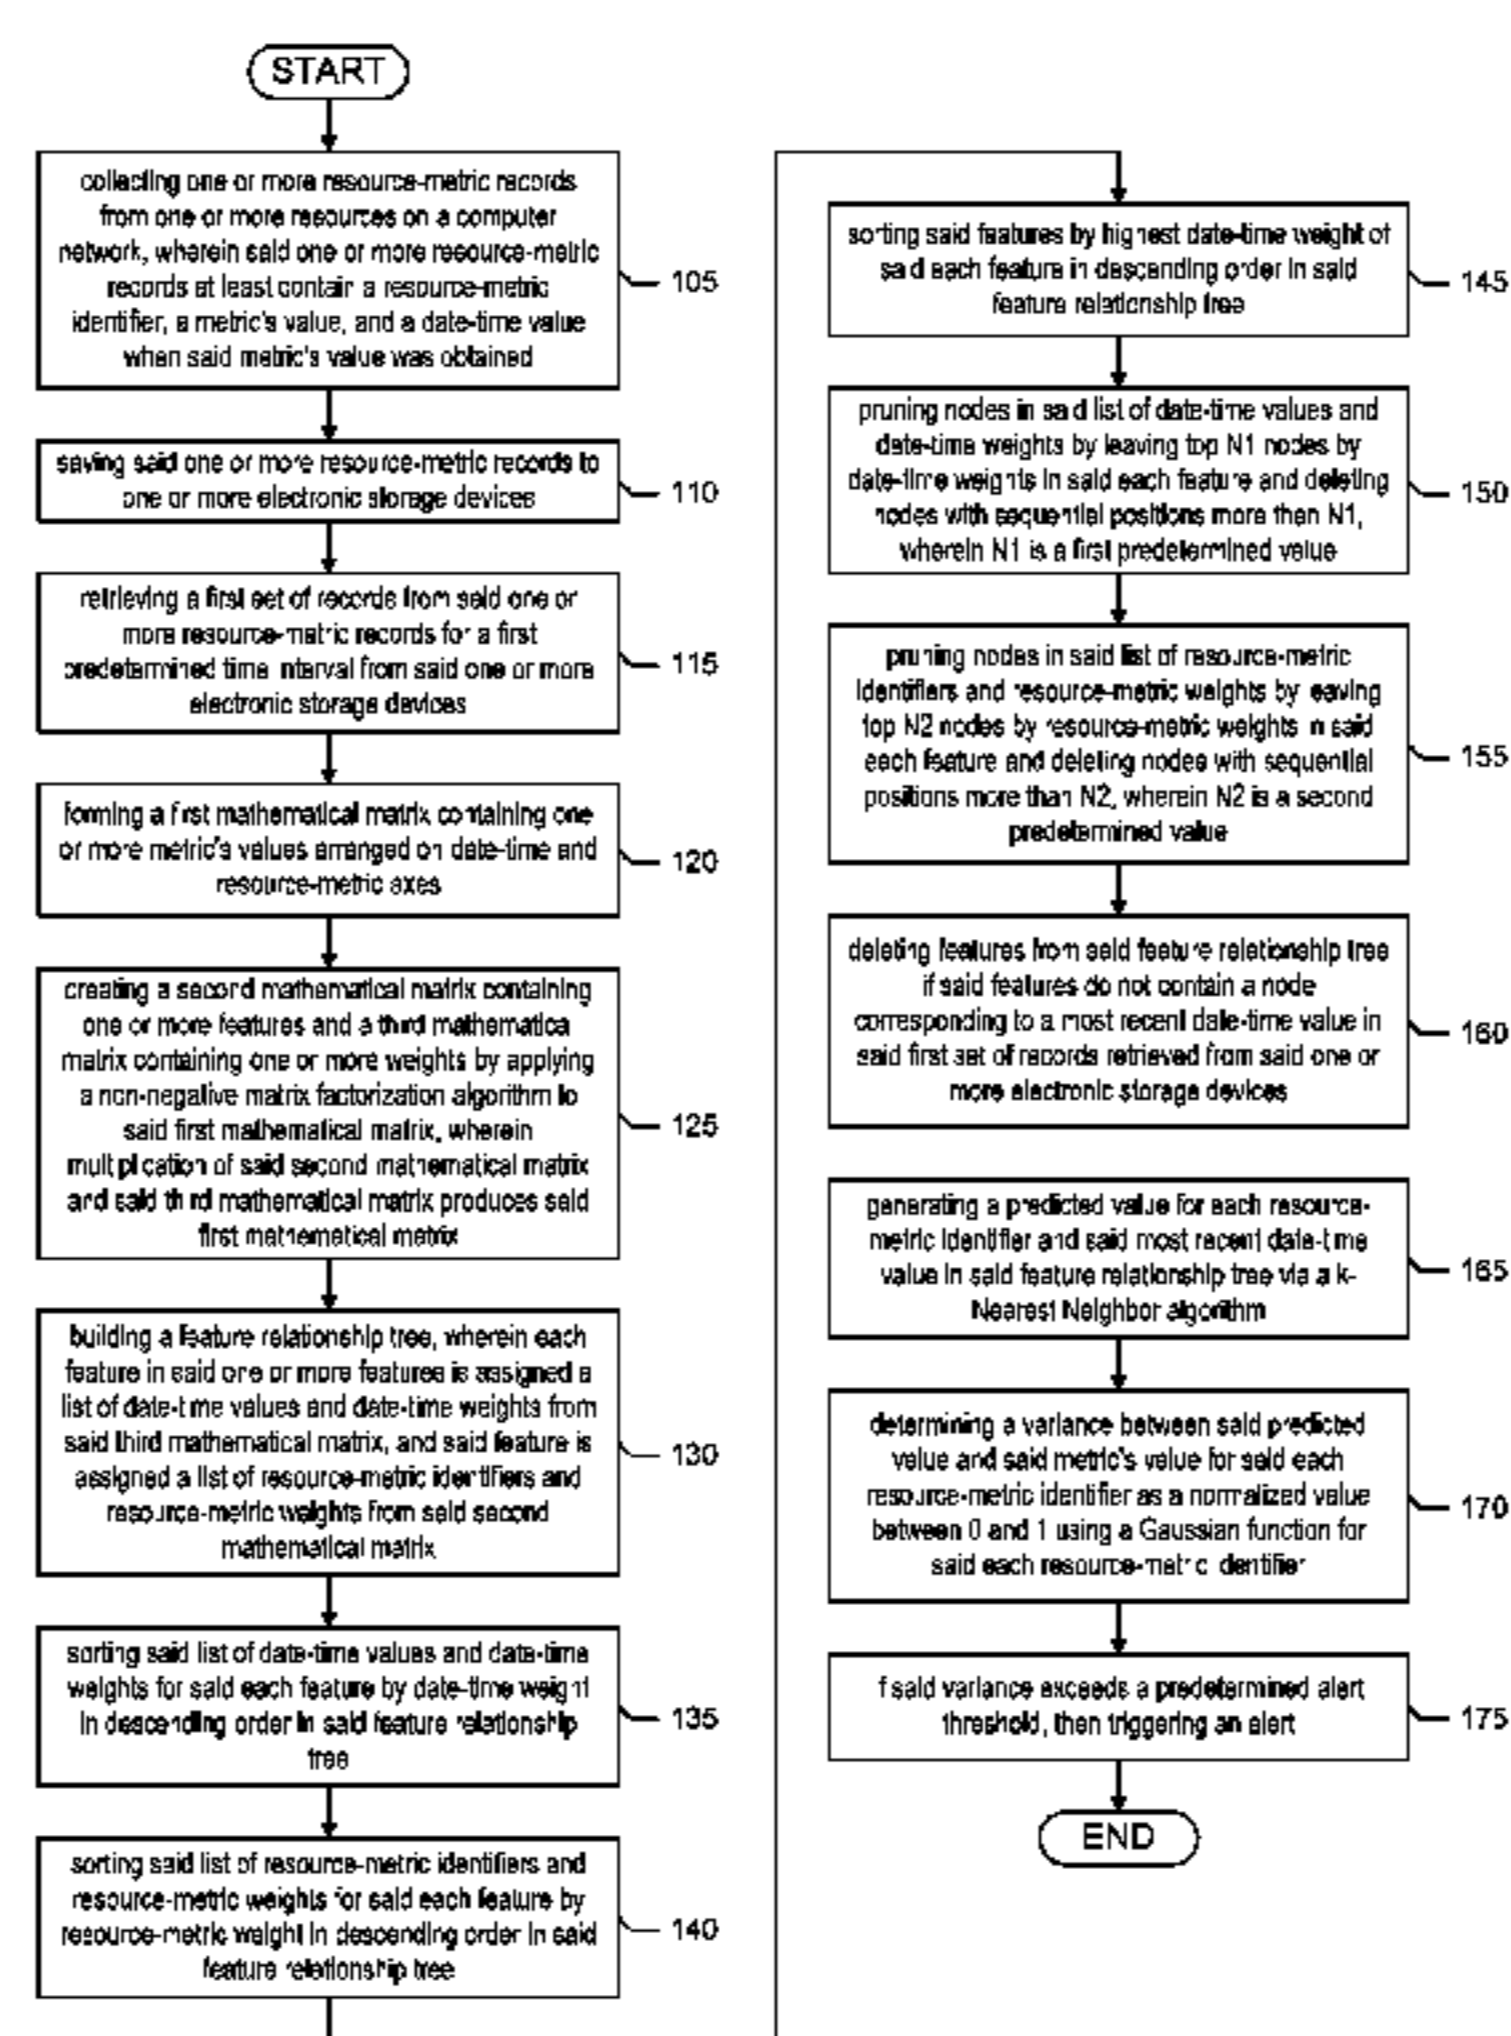 START
collecting one or more resource-metric records
from one or more resources on a computer
network, wherein said one or more resource-metric
records at least contain a resource-metric
identifier, a metric's value, and a date-time value
when said metric's value was obtained
105
saving said one or more resource-metric records to
one or more electronic storage devices
110
retrieving a first set of records from said one or
more resource-metric records for a first
predetermined time interval from said one or more
electronic storage devices
115
forming a first mathematical matrix containing one
or more metric's values arranged on date-time and
resource-metric axes
120
creating a second mathematical matrix containing
one or more features and a third mathematical
matrix containing one or more weights by applying
a non-negative matrix factorization algorithm to
said first mathematical matrix, wherein
multiplication of said second mathematical matrix
and said third mathematical matrix produces said
first mathematical matrix
125
building a feature relationship tree, wherein each
feature in said one or more features is assigned a
list of date-time values and date-time weights from
said third mathematical matrix, and said feature is
assigned a list of resource-metric identifiers and
resource-metric weights from said second
mathematical matrix
130
sorting said list of date-time values and date-time
weights for said each feature by date-time weight
in descending order in said feature relationship
tree
135
sorting said list of resource-metric identifiers and
resource-metric weights for said each feature by
resource-metric weight in descending order in said
feature relationship tree
140
sorting said features by highest date-time weight of
said each feature in descending order in said
feature relationship tree
145
pruning nodes in said list of date-time values and
date-time weights by leaving top N1 nodes by
date-time weights in said each feature and deleting
nodes with sequential positions more than N1,
wherein N1 is a first predetermined value
150
pruning nodes in said list of resource-metric
identifiers and resource-metric weights by leaving
top N2 nodes by resource-metric weights in said
each feature and deleting nodes with sequential
positions more than N2, wherein N2 is a second
predetermined value
155
deleting features from said feature relationship tree
if said features do not contain a node
corresponding to a most recent date-time value in
said first set of records retrieved from said one or
more electronic storage devices
160
generating a predicted value for each resource-
metric identifier and said most recent date-time
value in said feature relationship tree via a k-
Nearest Neighbor algorithm
165
determining a variance between said predicted
value and said metric's value for said each
resource-metric identifier as a normalized value
between 0 and 1 using a Gaussian function for
said each resource-metric identifier
170
if said variance exceeds a predetermined alert
threshold, then triggering an alert
175
END